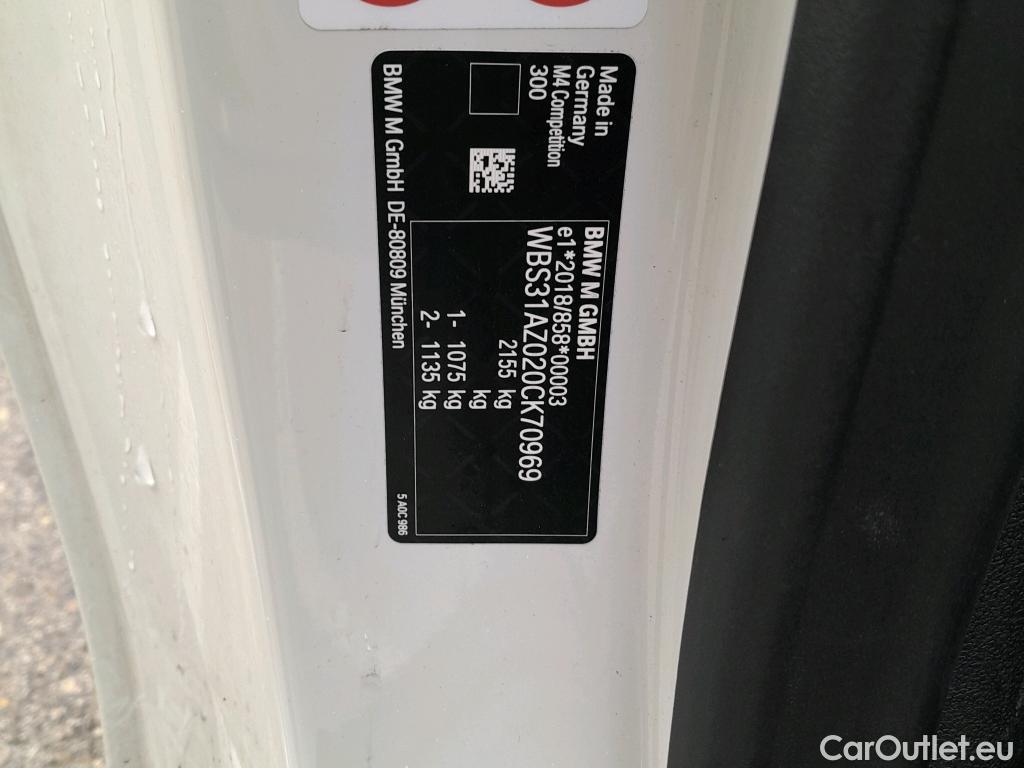 Made in
Germany
M4 Competition
300
BMW M GMBH
e1*2018/858*00003
WBS31AZ020CK70969
2155 kg
kg
1- 1075 kg
2- 1135 kg
BMW M GmbH DE-80809 München
5 A0C 986
CarOutlet.eu